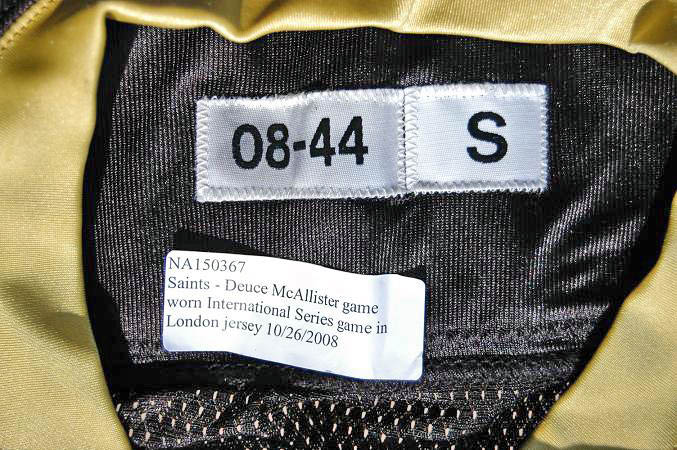 08-44 S
NA150367
Saints - Deuce McAllister game
worn International Series game in
London jersey 10/26/2008